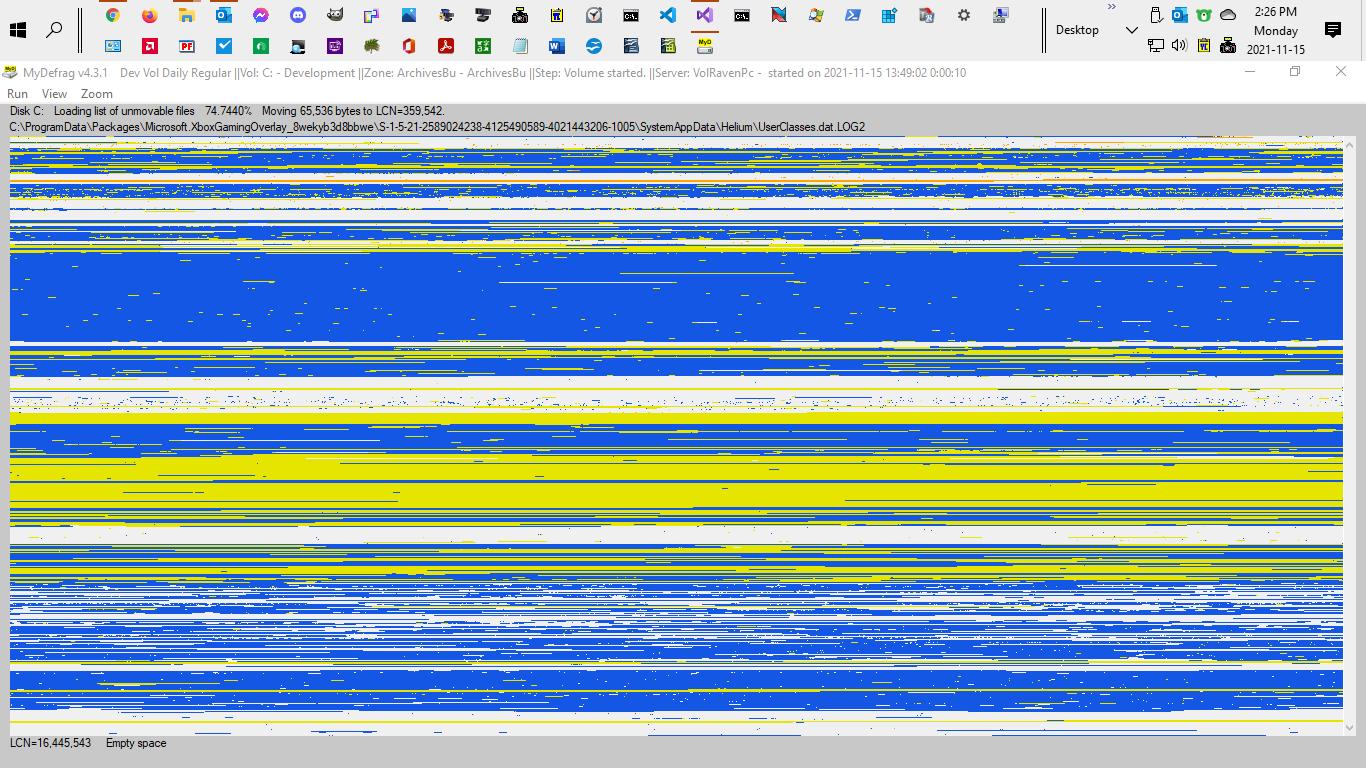 2:26 PM
Desktop
Monday
2021-11-15
MyDefrag v4.3.1 Dev Vol Daily Regular ||Vol: C: - Development ||Zone: ArchivesBu - ArchivesBu ||Step: Volume started. ||Server: VolRavenPc - started on 2021-11-15 13:49:02 0:00:10
Run View Zoom
Disk C: Loading list of unmovable files 74.7440% Moving 65,536 bytes to LCN=359,542.
C:\ProgramData\Packages\Microsoft.XboxGamingOverlay_8wekyb3d8bbwe\S-1-5-21-2589024238-4125490589-4021443206-1005\SystemAppData\Helium\UserClasses.dat.LOG2
LCN=16,445,543 Empty space